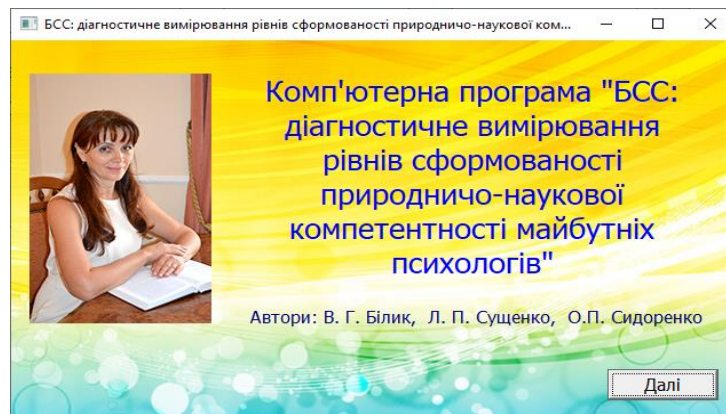 БСС: діагностичне вимірювання рівнів сформованості природничо-наукової ком...
Комп'ютерна програма "БСС:
діагностичне вимірювання
рівнів сформованості
природничо-наукової
компетентності майбутніх
психологів"
Автори: В. Г. Білик, Л. П. Сущенко, О.П. Сидоренко
Далі